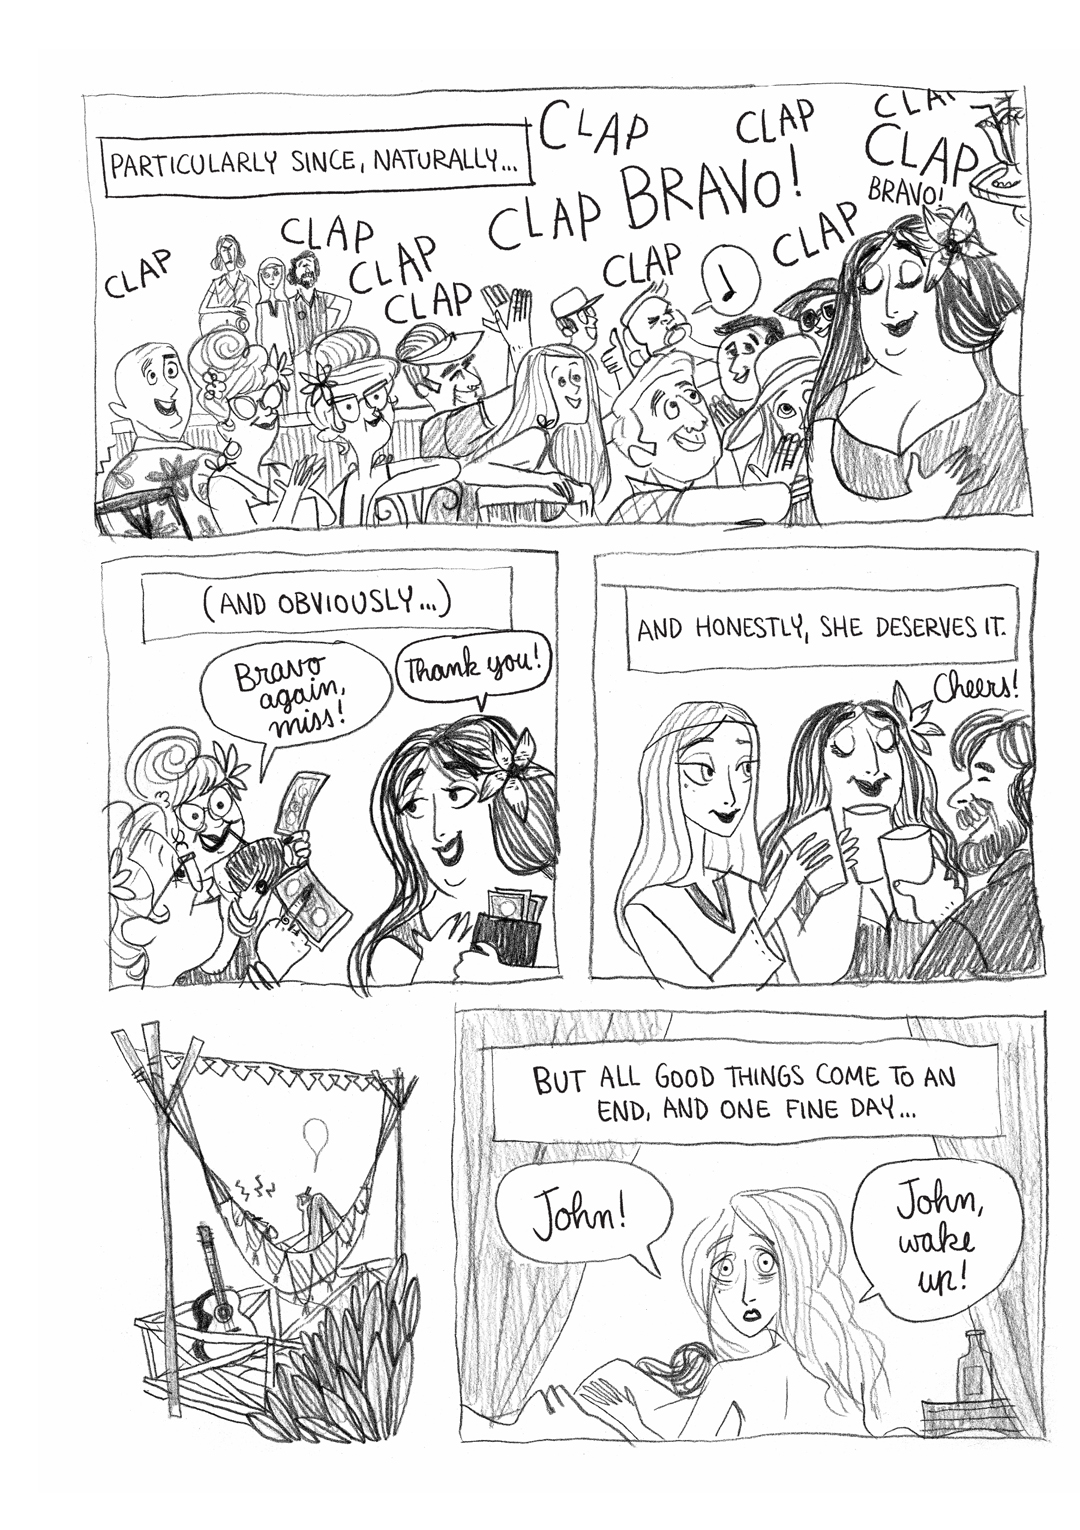 PARTICULARLY SINCE, NATURALLY...
CLAP
CLAP
CLAP
CLAP
CLAP
BRAVO!
CLAP
CLAP
CLAP
CLAP
CLAP
CLAP
BRAVO!
CLAP
(AND OBVIOUSLY...)
Bravo
again,
miss!
Thank you!
AND HONESTLY, SHE DESERVES IT.
Cheers!
BUT ALL GOOD THINGS COME TO AN
END, AND ONE FINE DAY...
John!
John,
wake
up!